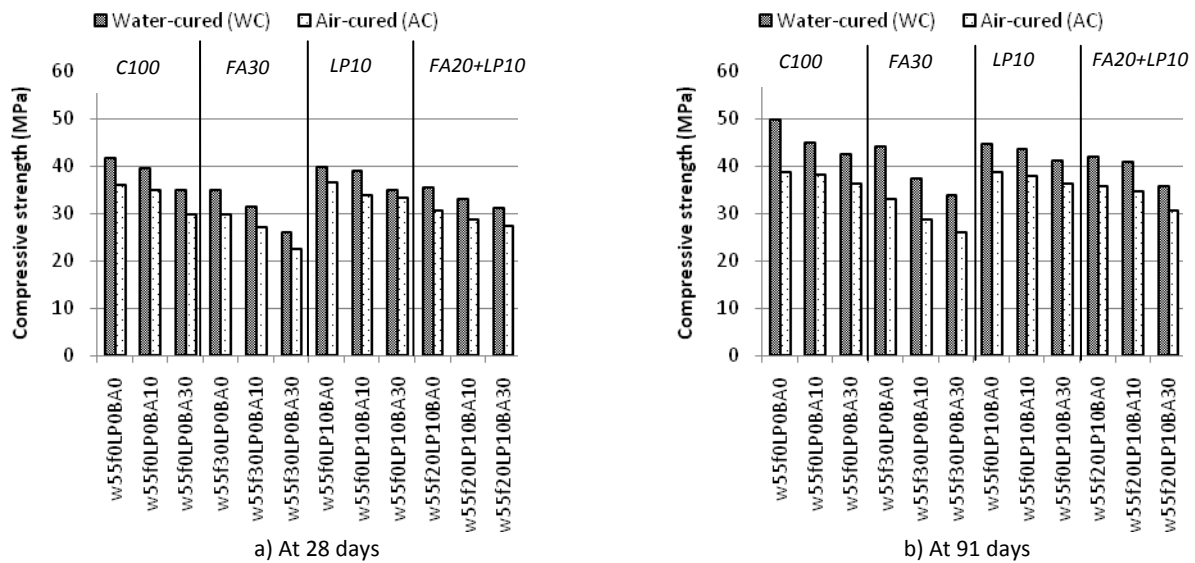 Water-cured (WC) Air-cured (AC)
C100 FA30 LP10 FA20+LP10
Compressive strength (MPa)
60
50
40
30
20
10
0
w55f0LP0BA0
w55f0LP0BA10
w55f0LP0BA30
w55f30LP0BA0
w55f30LP0BA10
w55f30LP0BA30
w55f0LP10BA0
w55f0LP10BA10
w55f0LP10BA30
w55f20LP10BA0
w55f20LP10BA10
w55f20LP10BA30
a) At 28 days
Water-cured (WC) Air-cured (AC)
C100 FA30 LP10 FA20+LP10
Compressive strength (MPa)
60
50
40
30
20
10
0
w55f0LP0BA0
w55f0LP0BA10
w55f0LP0BA30
w55f30LP0BA0
w55f30LP0BA10
w55f30LP0BA30
w55f0LP10BA0
w55f0LP10BA10
w55f0LP10BA30
w55f20LP10BA0
w55f20LP10BA10
w55f20LP10BA30
b) At 91 days